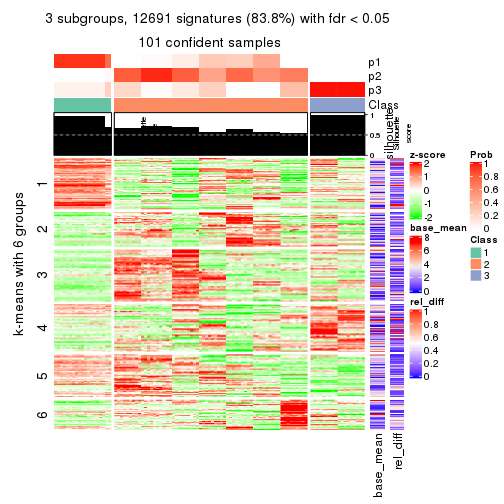 3 subgroups, 12691 signatures (83.8%) with fdr < 0.05
101 confident samples
p1
p2
p3
Class
1
0.5
0
silhouette
Silhouette
score
k-means with 6 groups
1
2
3
4
5
6
base_mean
rel_diff
z-score
2
1
0
-1
-2
base_mean
8
6
4
2
0
rel_diff
1
0.8
0.6
0.4
0.2
0
Prob
1
0.8
0.6
0.4
0.2
0
Class
1
2
3